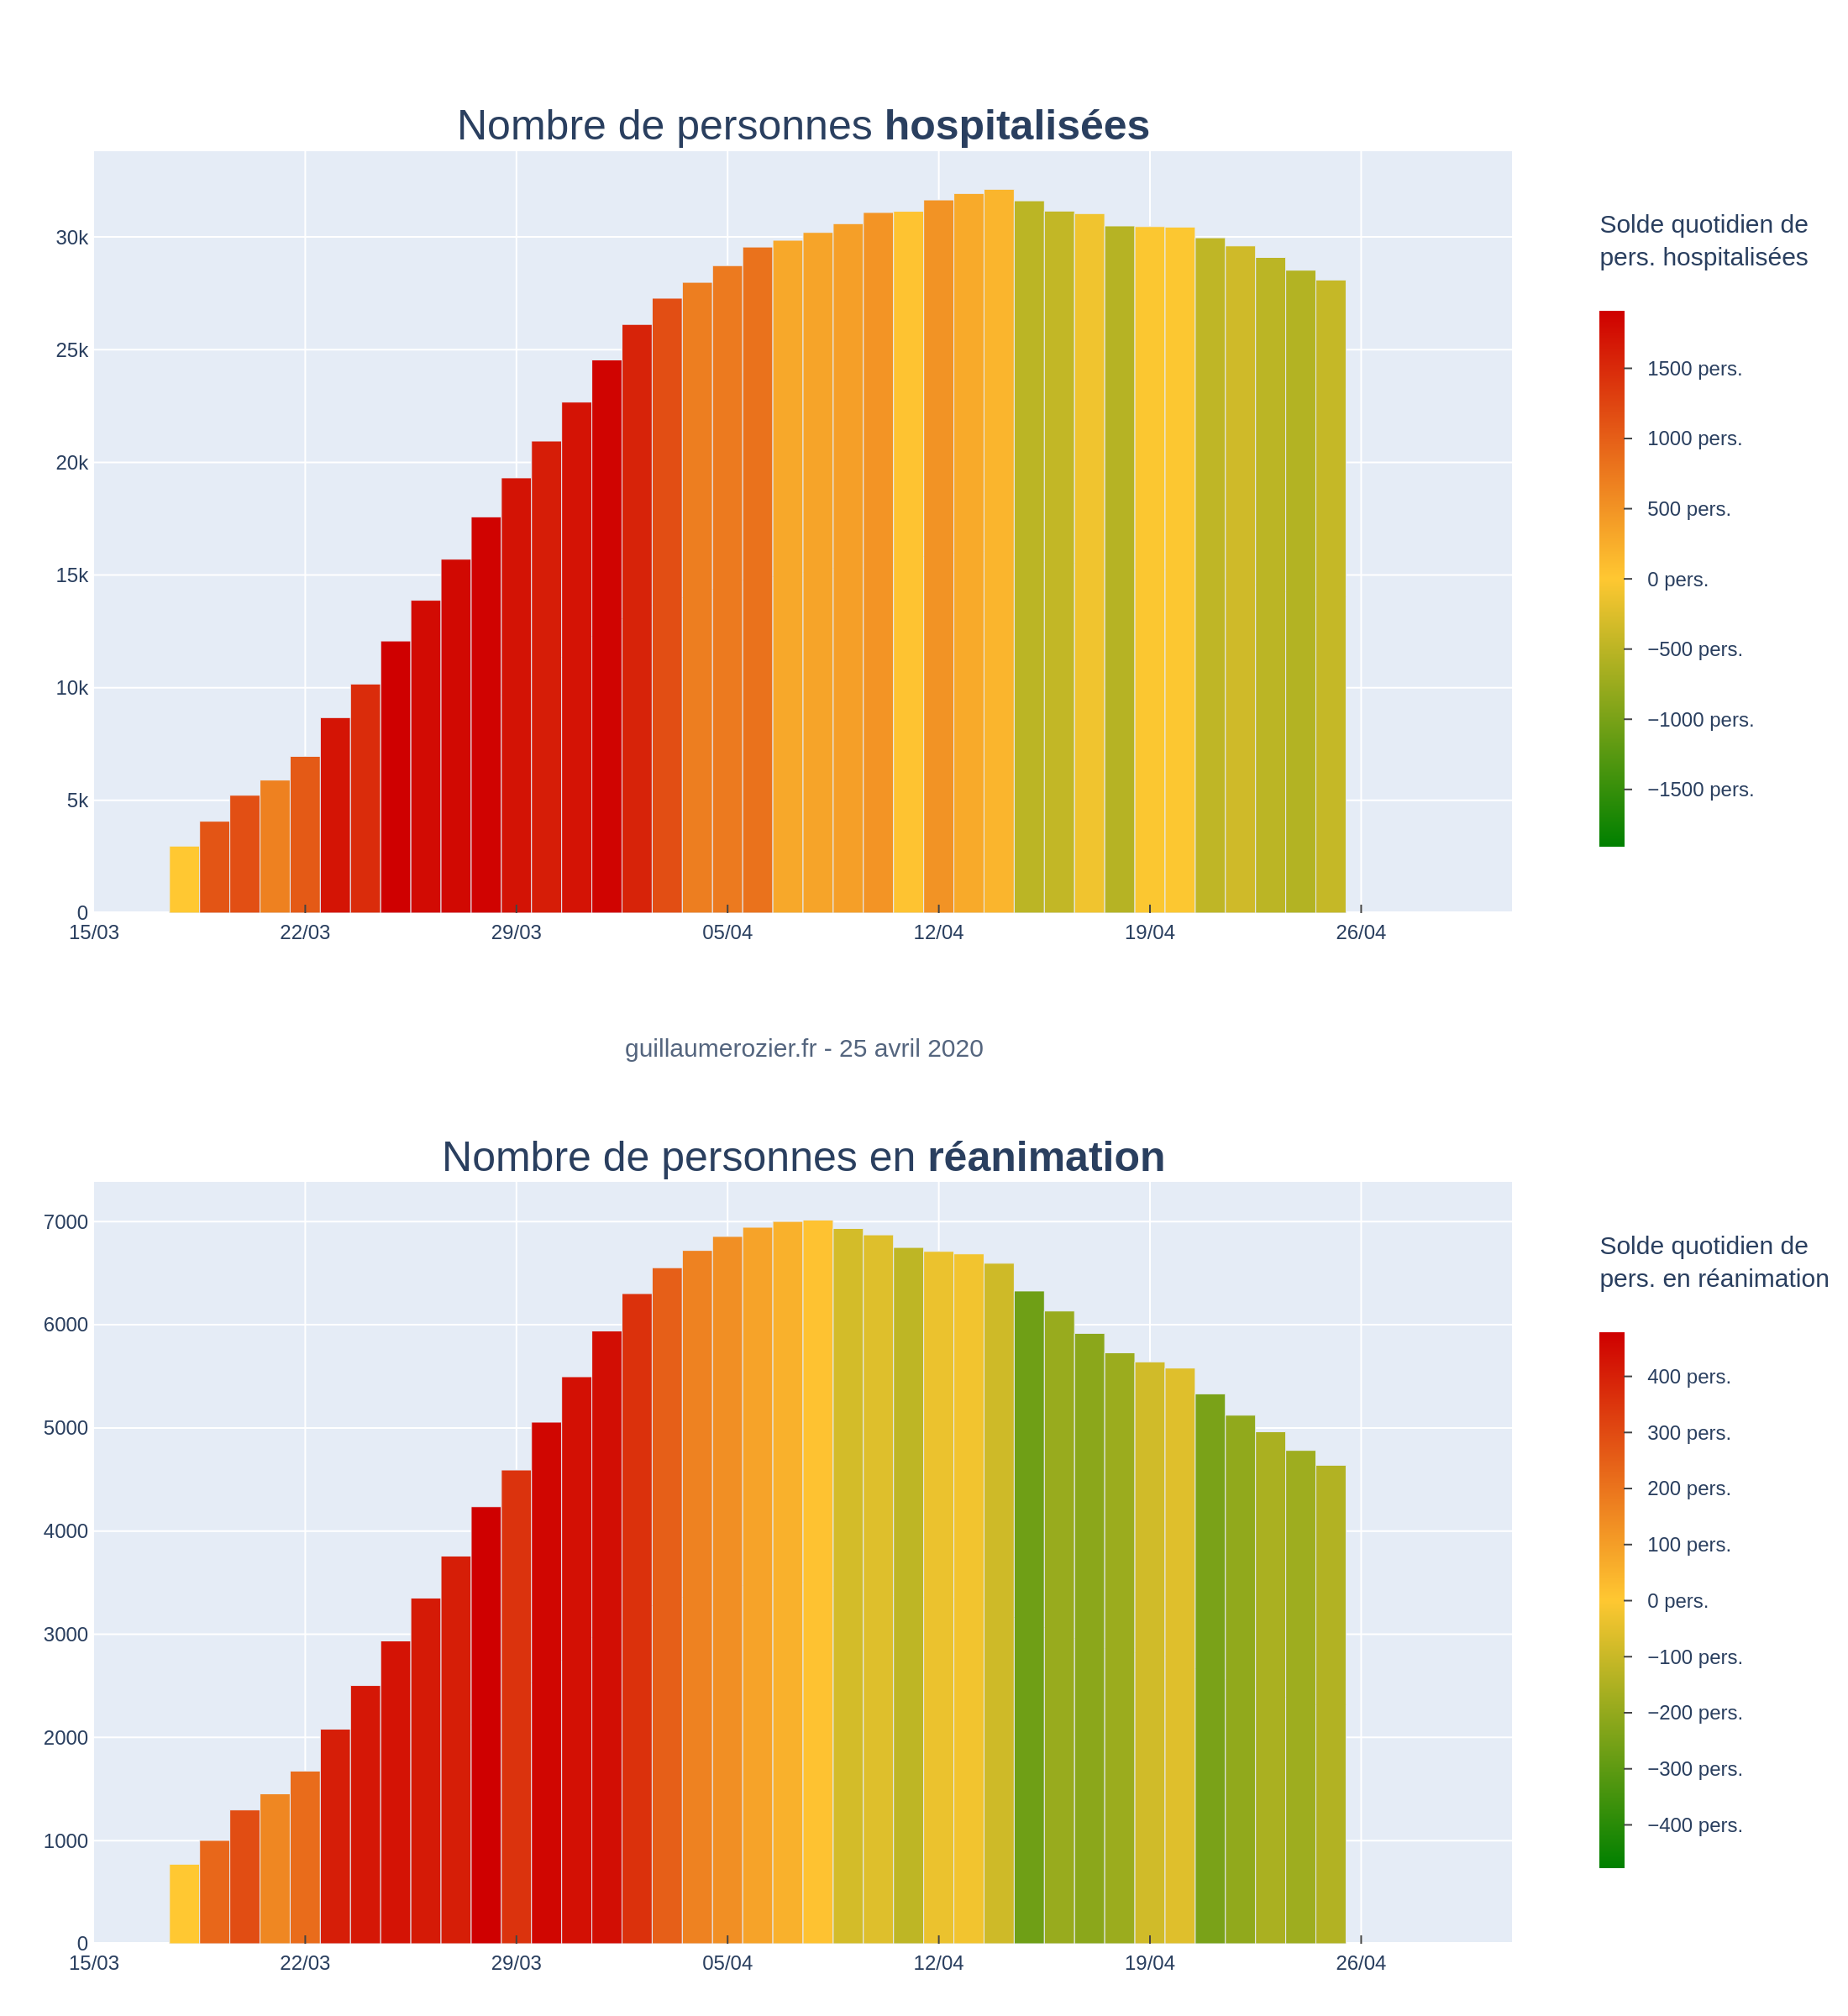 Nombre de personnes hospitalisées
30k
25k
20k
15k
10k
5k
0
15/03 22/03 29/03 05/04 12/04 19/04 26/04
Solde quotidien de
pers. hospitalisées
1500 pers.
1000 pers.
500 pers.
0 pers.
−500 pers.
−1000 pers.
−1500 pers.
guillaumerozier.fr - 25 avril 2020
Nombre de personnes en réanimation
7000
6000
5000
4000
3000
2000
1000
0
15/03 22/03 29/03 05/04 12/04 19/04 26/04
Solde quotidien de
pers. en réanimation
400 pers.
300 pers.
200 pers.
100 pers.
0 pers.
−100 pers.
−200 pers.
−300 pers.
−400 pers.